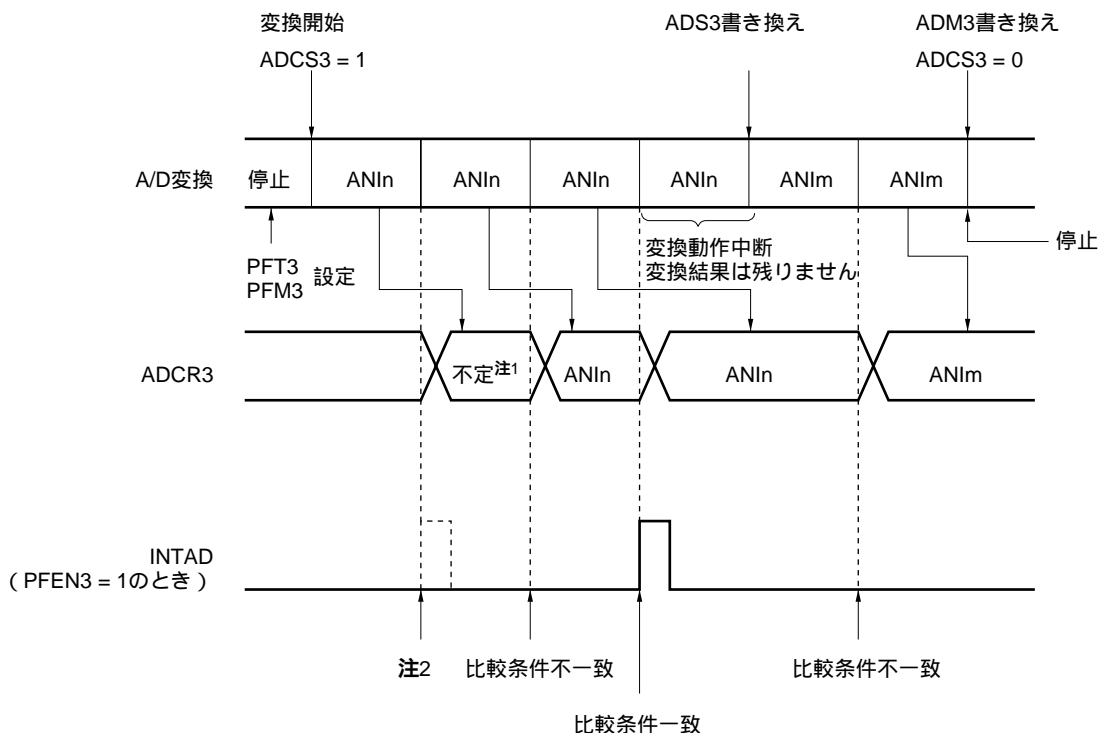 変換開始
ADCS3 = 1
ADS3書き換え
ADM3書き換え
ADCS3 = 0
A/D変換
停止
ANIn
ANIn
ANIn
ANIn
ANIm
ANIm
PFT3
PFM3
設定
変換動作中断
変換結果は残りません
停止
ADCR3
不定注1
ANIn
ANIn
ANIm
INTAD
(PFEN3 = 1のとき)
注2
比較条件不一致
比較条件不一致
比較条件一致